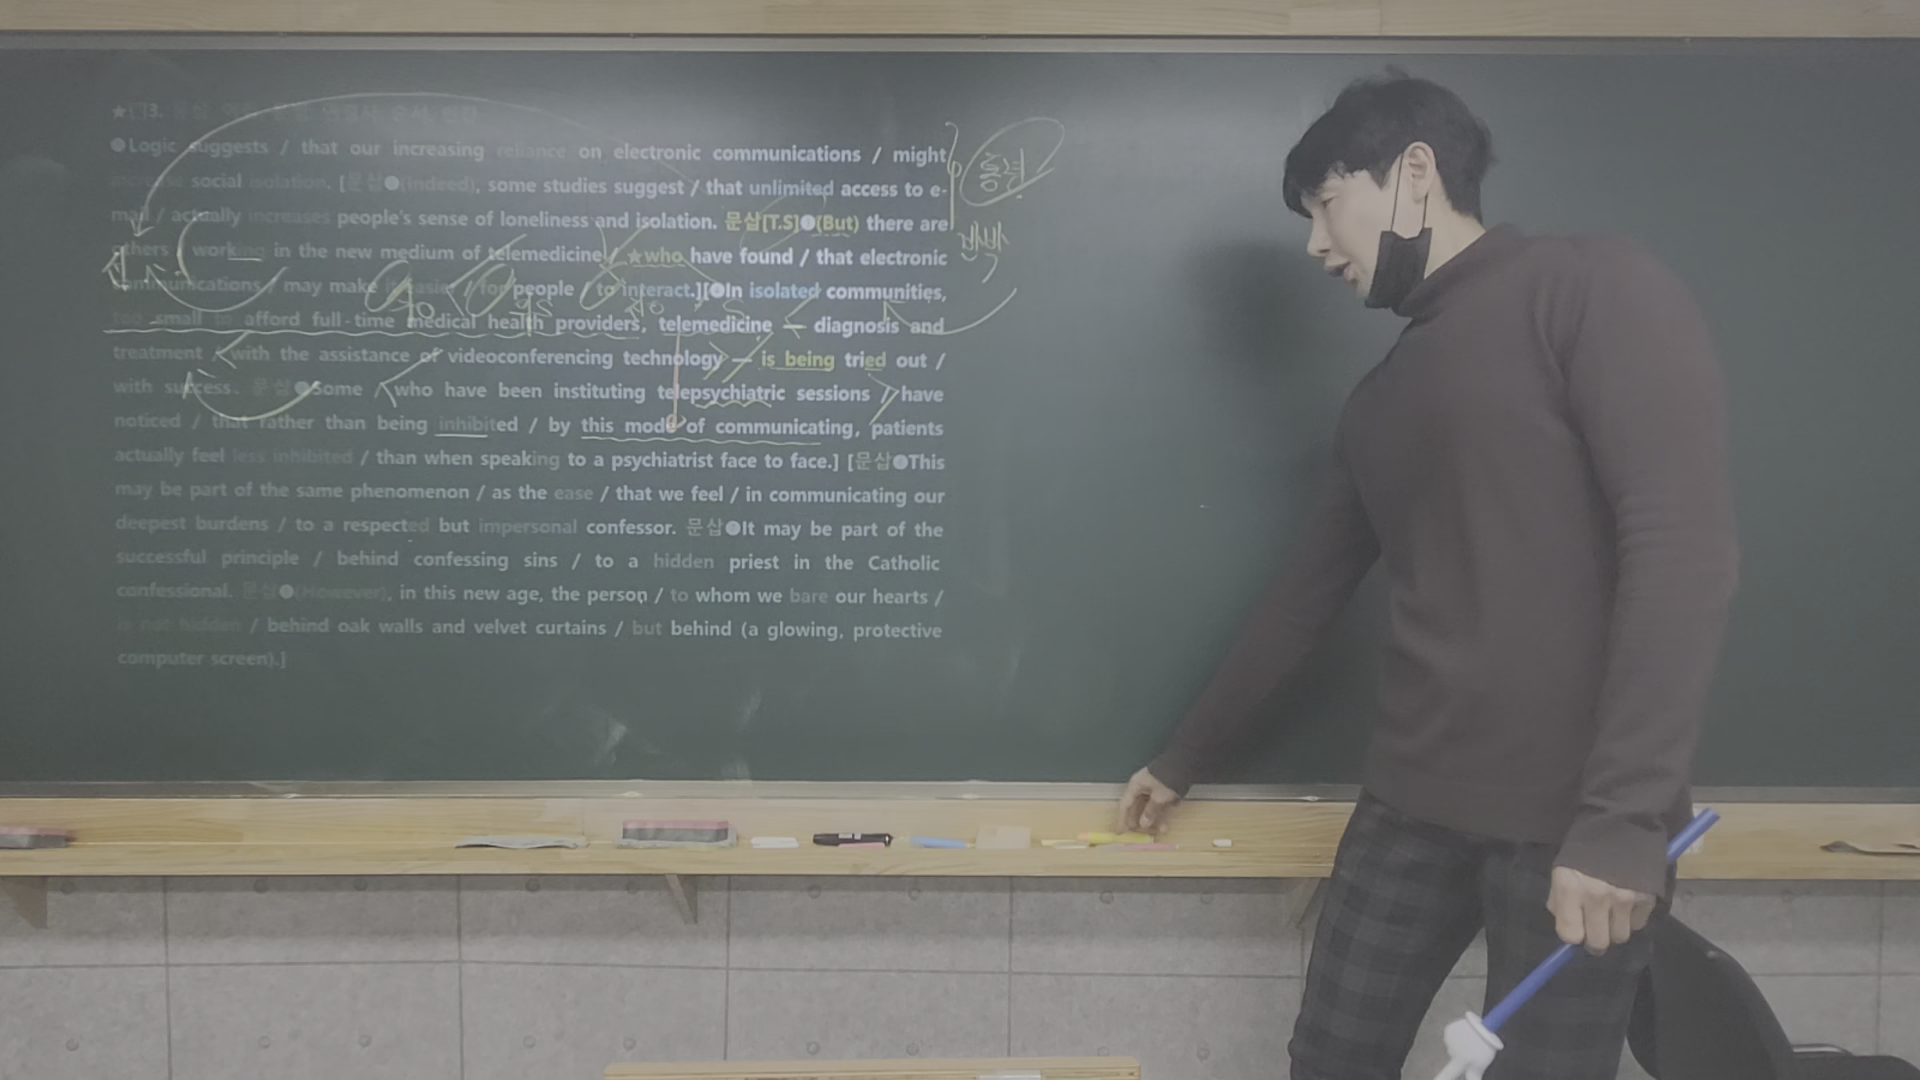 ★□3.
●Logic suggests / that our increasing reliance on electronic communications / might
increase social isolation. [문삽●(Indeed), some studies suggest / that unlimited access to e-
mail / actually increases people's sense of loneliness and isolation. 문삽[T.S]●(But) there are
others / working in the new medium of telemedicine / ★who have found / that electronic
communications / may make it easier / for people / to interact.][●In isolated communities,
too small to afford full-time medical health providers, telemedicine — diagnosis and
treatment / with the assistance of videoconferencing technology — is being tried out /
with success. 문삽●Some / who have been instituting telepsychiatric sessions / have
noticed / that rather than being inhibited / by this mode of communicating, patients
actually feel less inhibited / than when speaking to a psychiatrist face to face.] [문삽●This
may be part of the same phenomenon / as the ease / that we feel / in communicating our
deepest burdens / to a respected but impersonal confessor. 문삽●It may be part of the
successful principle / behind confessing sins / to a hidden priest in the Catholic
confessional. 문삽●(However), in this new age, the person / to whom we bare our hearts /
is not hidden / behind oak walls and velvet curtains / but behind (a glowing, protective
computer screen).]
통념
반박